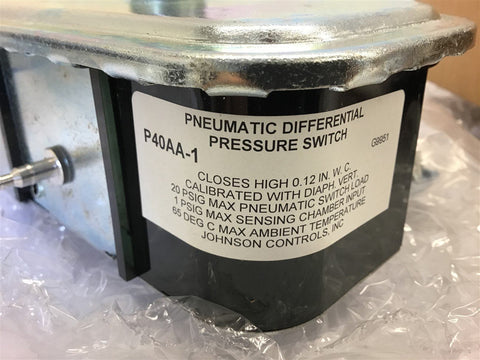 PNEUMATIC DIFFERENTIAL
P40AA-1 PRESSURE SWITCH G9951
CLOSES HIGH 0.12 IN. W. C.
CALIBRATED WITH DIAPH. VERT.
20 PSIG MAX PNEUMATIC SWITCH LOAD
1 PSIG MAX SENSING CHAMBER INPUT
65 DEG C MAX AMBIENT TEMPERATURE
JOHNSON CONTROLS, INC